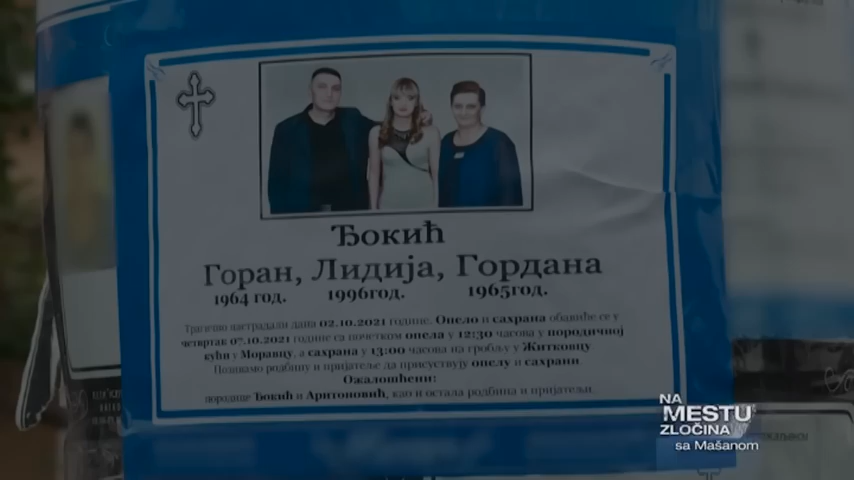 Ђокић
Горан, Лидија, Гордана
1964 год. 1996год. 1965год.
Трагично настрадали дана 02.10.2021 године. Опело и сахрана обавиће се у
четвртак 07.10.2021 године са почетком опела у 12:30 часова у породичној
кући у Моравцу, а сахрана у 13:00 часова на гробљу у Житковцу
Позивамо родбину и пријатеље да присуствују опелу и сахрани
Ожалошћени:
породице Ђокић и Аритоновић, као и остала родбина и пријатељи.
NA
MESTU
ZLOČINA
sa Mašanom